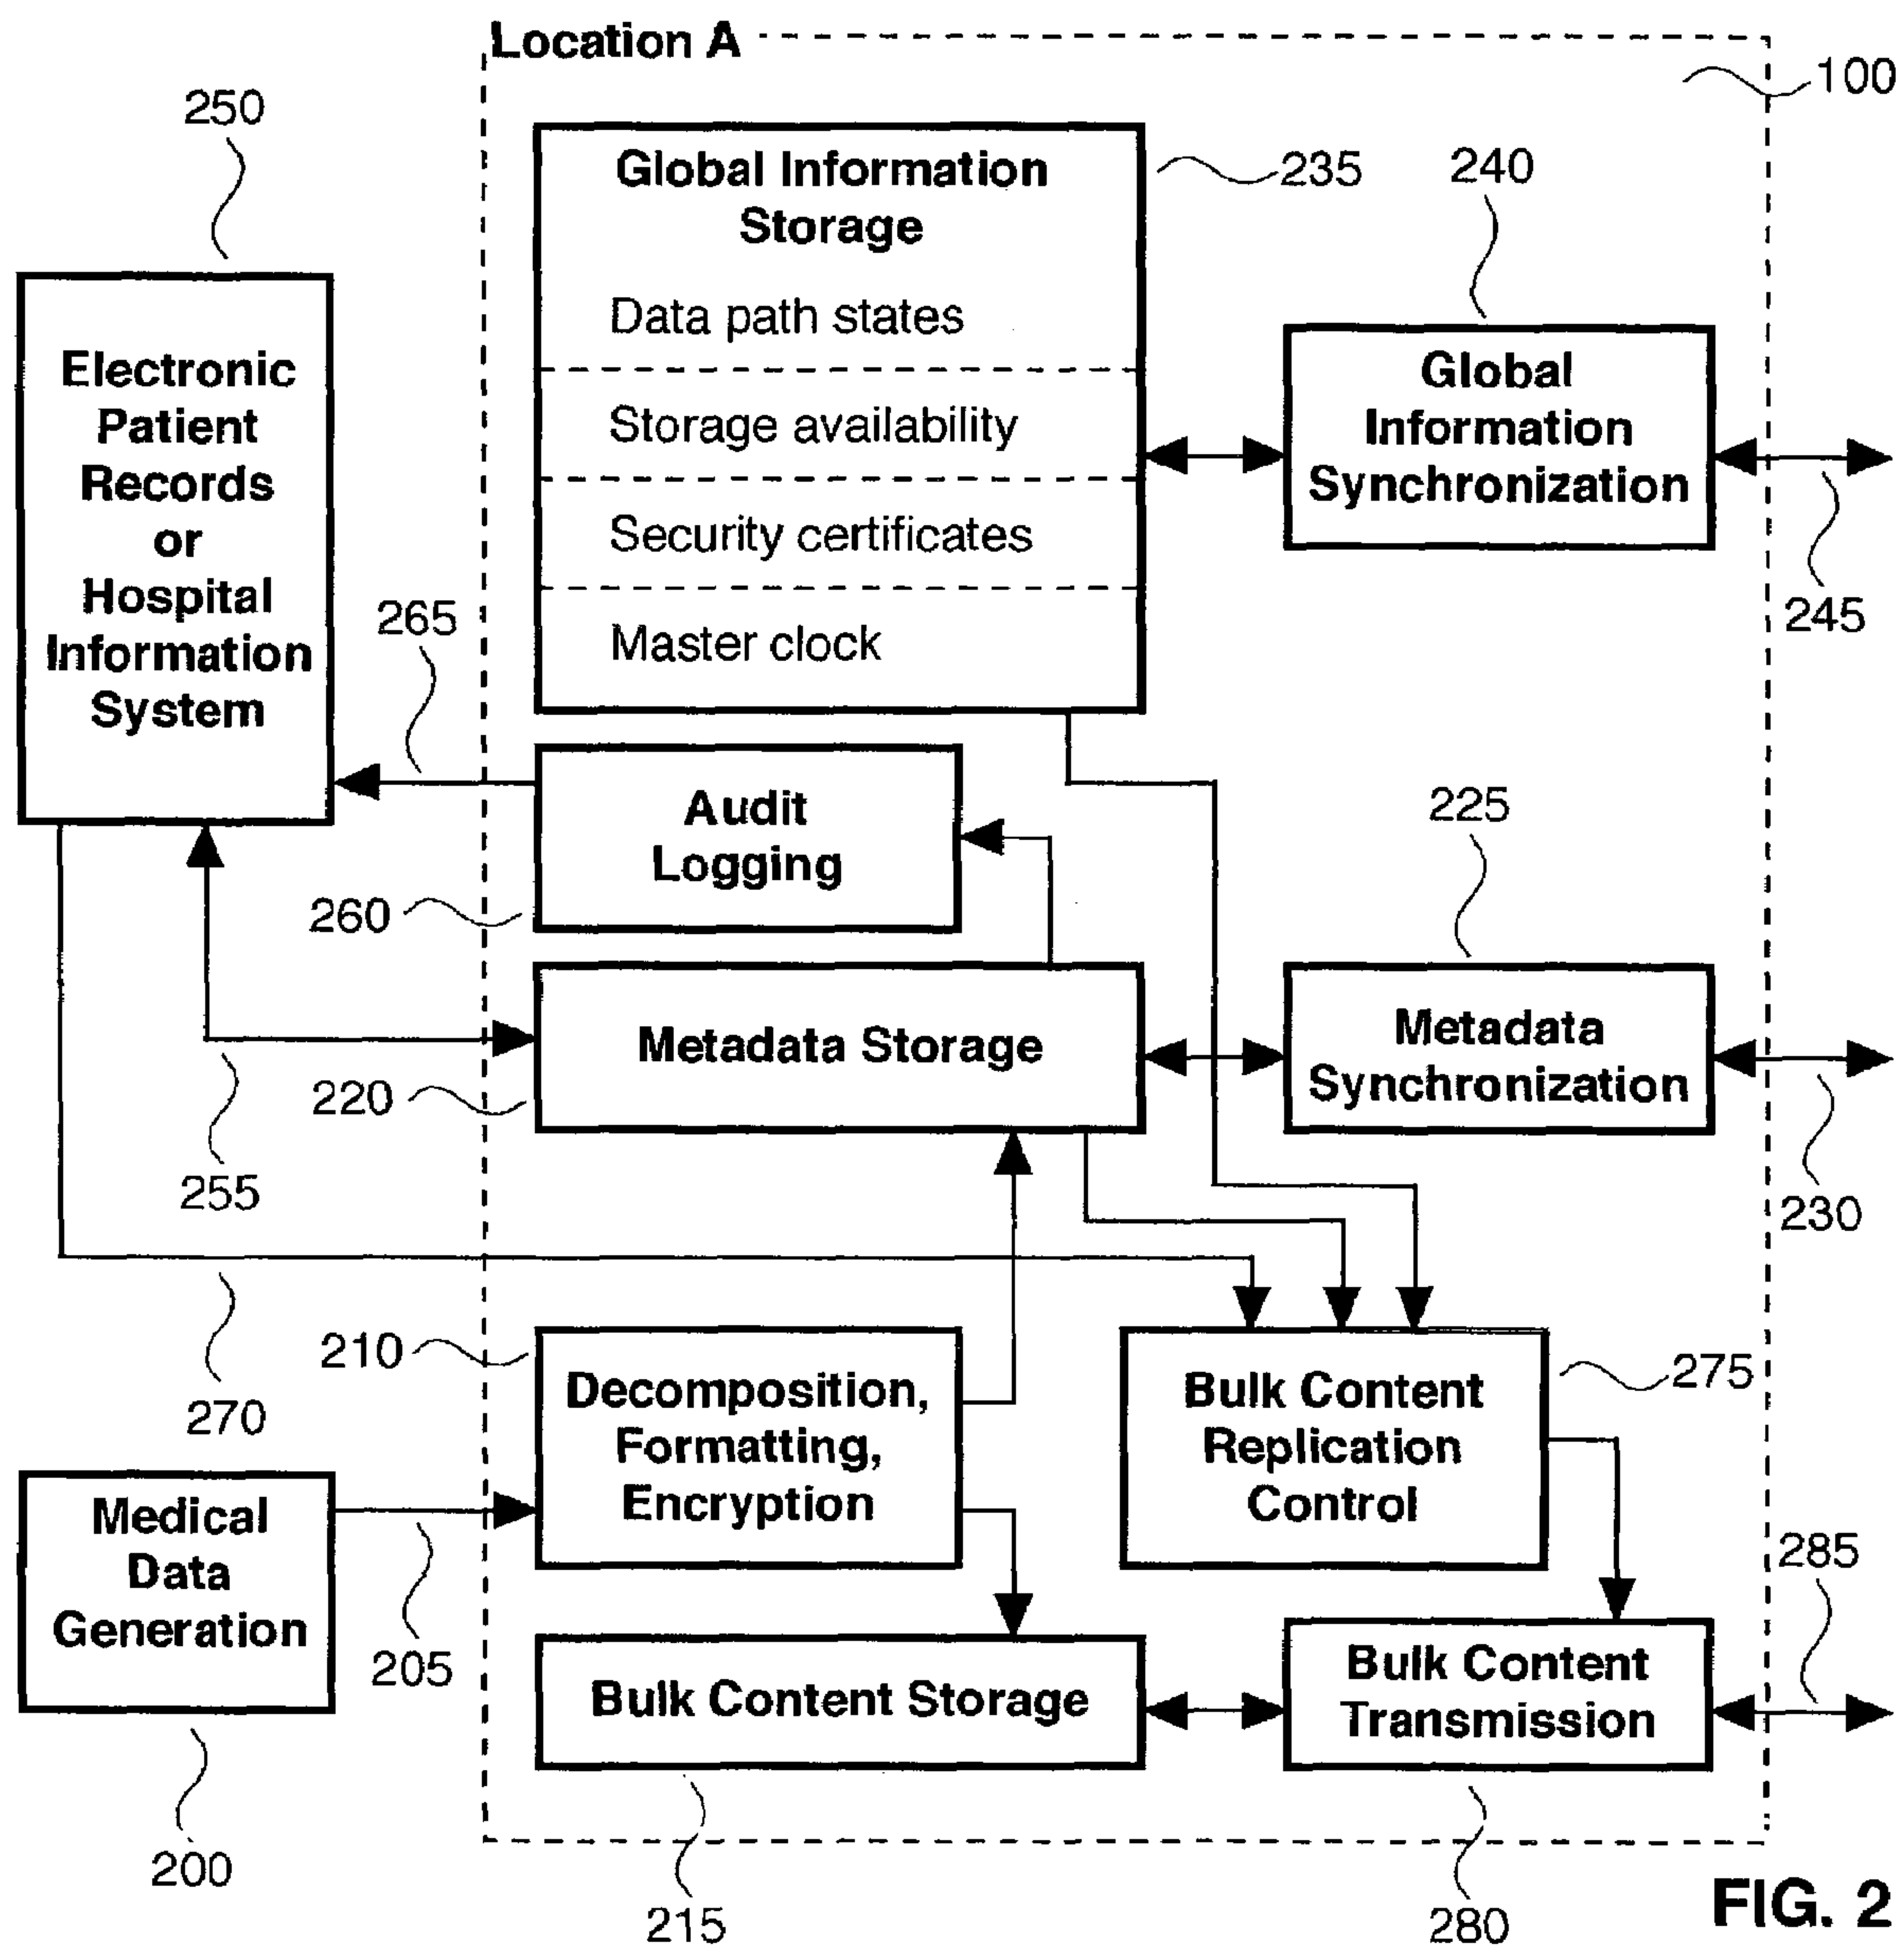 Location A
100
250
Global Information
Storage
235
240
Data path states
Storage availability
Security certificates
Master clock
Global
Information
Synchronization
245
Electronic
Patient
Records
or
Hospital
Information
System
265
Audit
Logging
260
225
Metadata Storage
220
Metadata
Synchronization
230
255
270
210
Decomposition,
Formatting,
Encryption
Bulk Content
Replication
Control
275
Medical
Data
Generation
205
200
Bulk Content Storage
215
Bulk Content
Transmission
285
280
FIG. 2